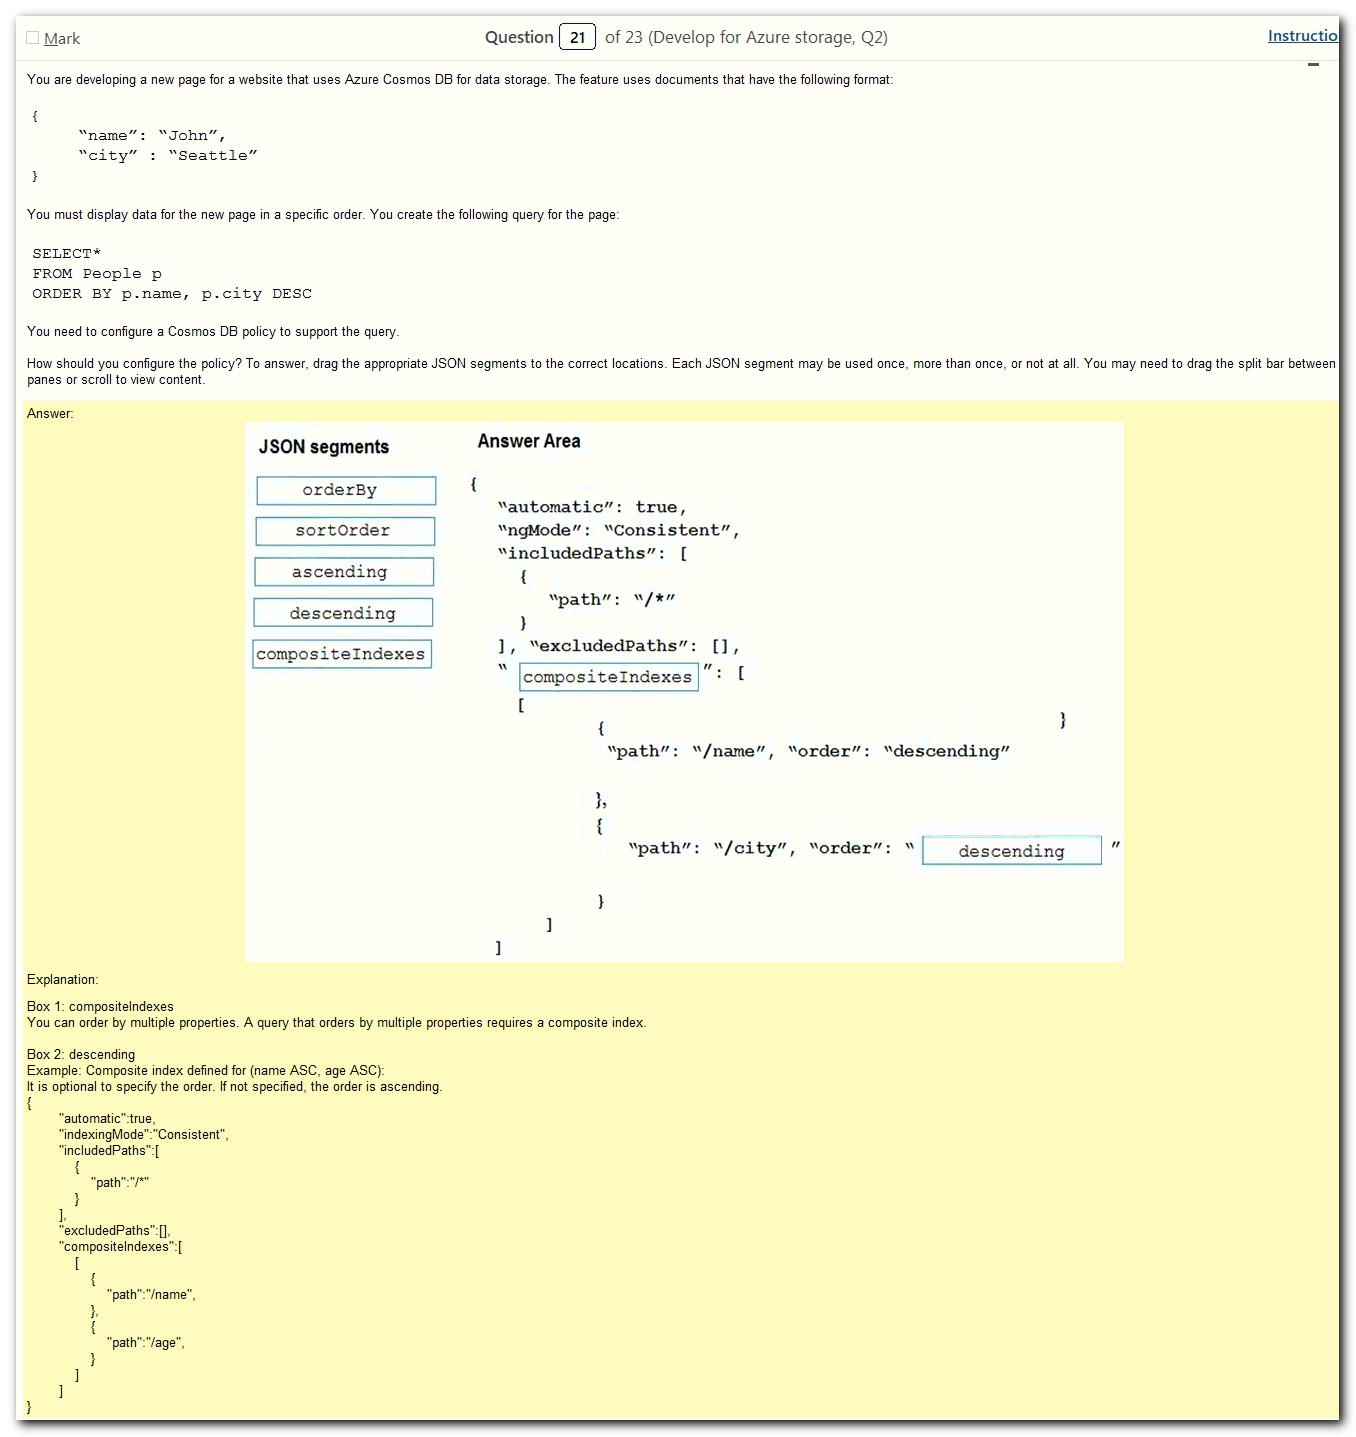 Mark
Question 21 of 23 (Develop for Azure storage, Q2)
Instructio
You are developing a new page for a website that uses Azure Cosmos DB for data storage. The feature uses documents that have the following format:
{
“name”: “John”,
“city” : “Seattle”
}
You must display data for the new page in a specific order. You create the following query for the page:
SELECT*
FROM People p
ORDER BY p.name, p.city DESC
You need to configure a Cosmos DB policy to support the query.
How should you configure the policy? To answer, drag the appropriate JSON segments to the correct locations. Each JSON segment may be used once, more than once, or not at all. You may need to drag the split bar between
panes or scroll to view content.
Answer:
JSON segments
orderBy
sortOrder
ascending
descending
compositeIndexes
Answer Area
{
“automatic”: true,
“ngMode”: “Consistent”,
“includedPaths”: [
{
“path”: “/*”
}
], “excludedPaths”: [],
“ compositeIndexes ”: [
[
{ }
“path”: “/name”, “order”: “descending”
},
{
“path”: “/city”, “order”: “ descending ”
}
]
]
Explanation:
Box 1: compositeIndexes
You can order by multiple properties. A query that orders by multiple properties requires a composite index.
Box 2: descending
Example: Composite index defined for (name ASC, age ASC):
It is optional to specify the order. If not specified, the order is ascending.
{
"automatic":true,
"indexingMode":"Consistent",
"includedPaths":[
{
"path":"/*"
}
],
"excludedPaths":[],
"compositeIndexes":[
[
{
"path":"/name",
},
{
"path":"/age",
}
]
]
}